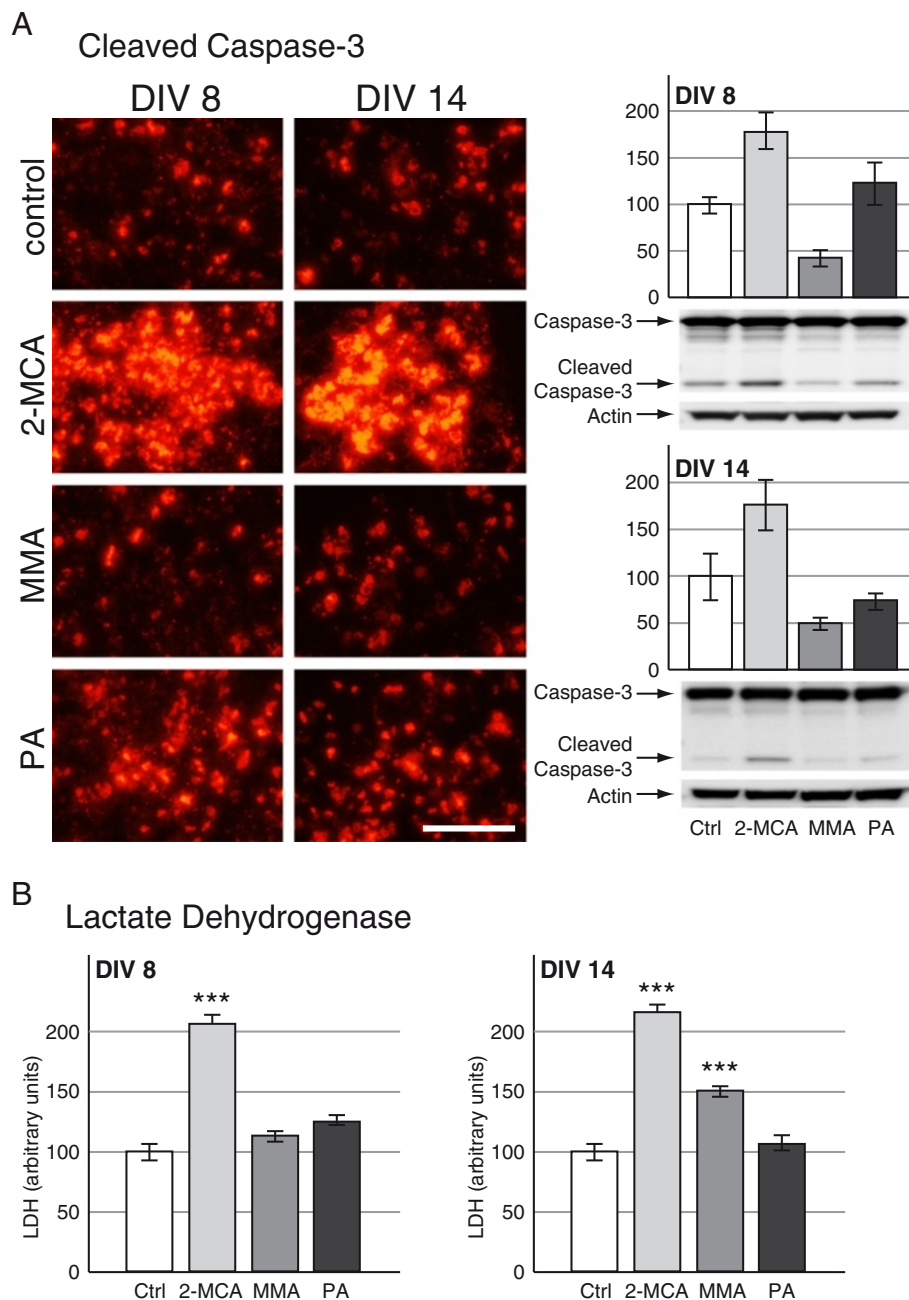 A
Cleaved Caspase-3
DIV 8
DIV 14
control
2-MCA
MMA
PA
DIV 8
200
150
100
50
0
Caspase-3
Cleaved
Caspase-3
Actin
DIV 14
200
150
100
50
0
Caspase-3
Cleaved
Caspase-3
Actin
Ctrl 2-MCA MMA PA
B
Lactate Dehydrogenase
DIV 8
***
LDH (arbitrary units)
200
150
100
50
0
Ctrl 2-MCA MMA PA
DIV 14
***
***
LDH (arbitrary units)
200
150
100
50
0
Ctrl 2-MCA MMA PA